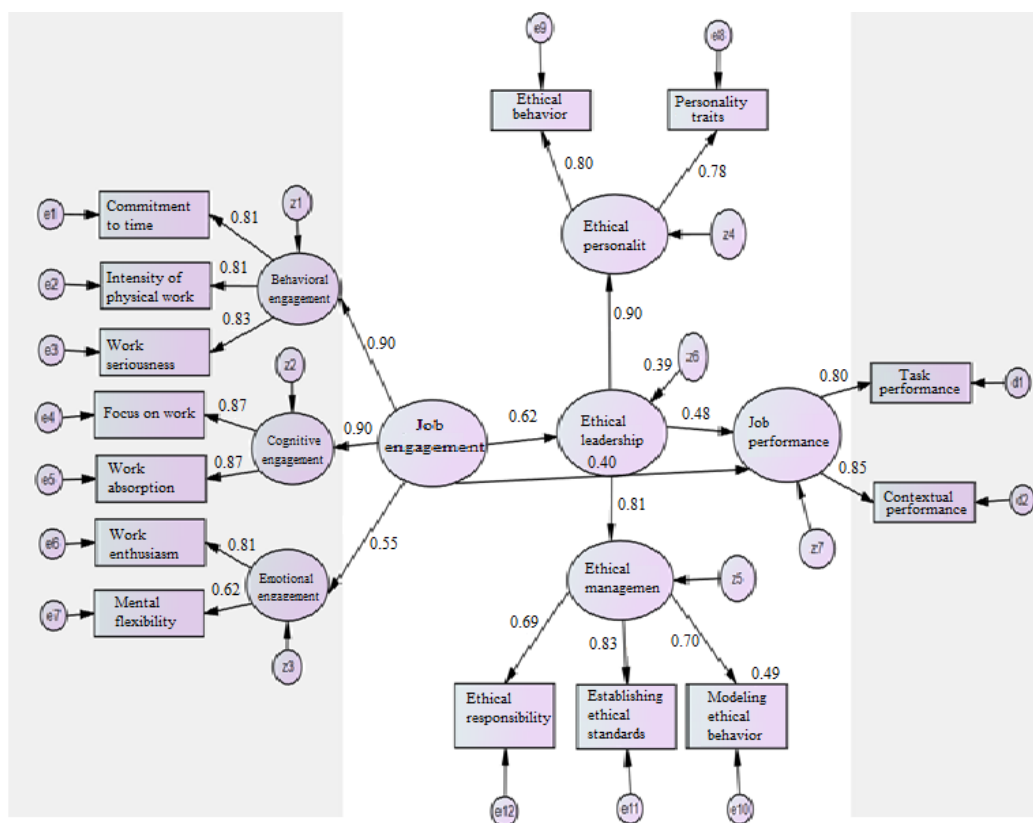 e9
e8
Ethical
behavior
Personality
traits
0.80
0.78
e1
Commitment
to time
0.81
z1
Ethical
personalit
z4
e2
Intensity of
physical work
0.81
Behavioral
engagement
e3
Work
seriousness
0.83
0.90
0.90
z2
0.39
z6
e4
Focus on work
0.87
Cognitive
engagement
0.90
Job
engagement
0.62
Ethical
leadership
0.48
Job
performance
0.80
Task
performance
d1
e5
Work
absorption
0.87
0.40
0.85
Contextual
performance
d2
0.81
z7
e6
Work
enthusiasm
0.81
0.55
Emotional
engagement
Ethical
managemen
z5
e7
Mental
flexibility
0.62
z3
0.69
0.83
0.70
0.49
Ethical
responsibility
Establishing
ethical
standards
Modeling
ethical
behavior
e12
e11
e10